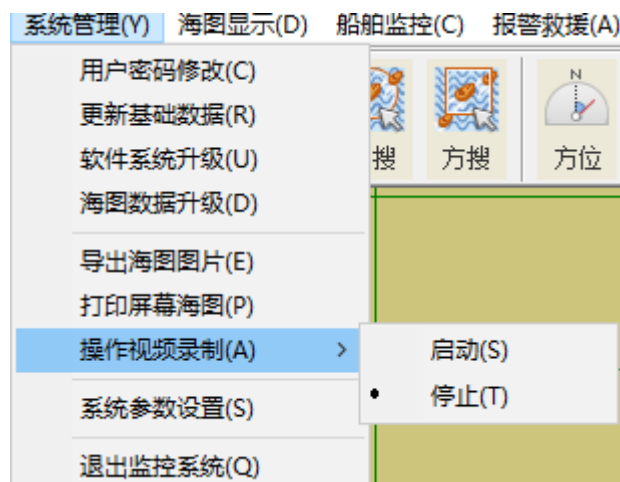 系统管理(Y) 海图显示(D) 船舶监控(C) 报警救援(A)
用户密码修改(C)
更新基础数据(R)
软件系统升级(U)
海图数据升级(D)
导出海图图片(E)
打印屏幕海图(P)
操作视频录制(A)
系统参数设置(S)
退出监控系统(Q)
启动(S)
停止(T)
搜 方搜 方位
N